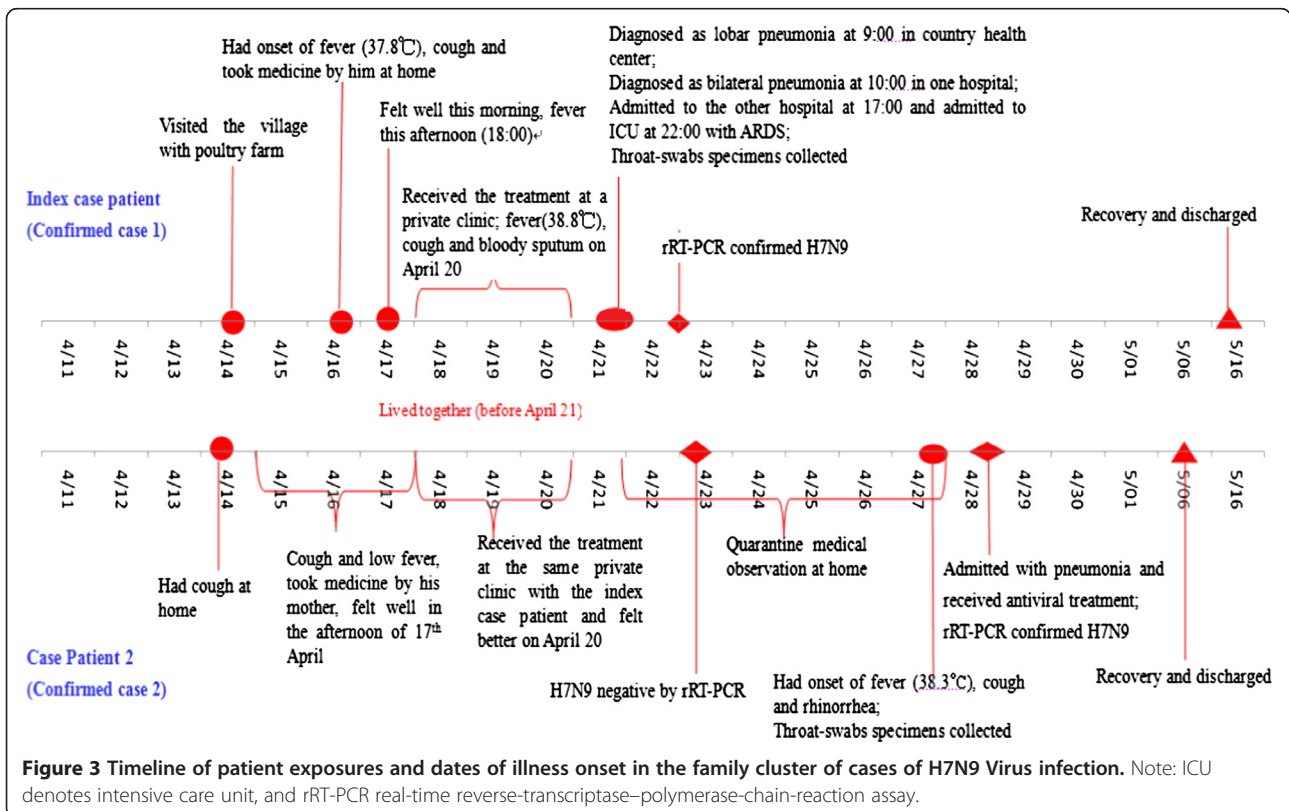 Had onset of fever (37.8℃), cough and
took medicine by him at home
Diagnosed as lobar pneumonia at 9:00 in country health
center;
Diagnosed as bilateral pneumonia at 10:00 in one hospital;
Admitted to the other hospital at 17:00 and admitted to
ICU at 22:00 with ARDS;
Throat-swabs specimens collected
Felt well this morning, fever
this afternoon (18:00)↵
Visited the village
with poultry farm
Index case patient
(Confirmed case 1)
Received the treatment at a
private clinic; fever(38.8℃),
cough and bloody sputum on
April 20
rRT-PCR confirmed H7N9
Recovery and discharged
4/11 4/12 4/13 4/14 4/15 4/16 4/17 4/18 4/19 4/20 4/21 4/22 4/23 4/24 4/25 4/26 4/27 4/28 4/29 4/30 5/01 5/06 5/16
Lived together (before April 21)
4/11 4/12 4/13 4/14 4/15 4/16 4/17 4/18 4/19 4/20 4/21 4/22 4/23 4/24 4/25 4/26 4/27 4/28 4/29 4/30 5/01 5/06 5/16
Had cough at
home
Cough and low fever,
took medicine by his
mother, felt well in
the afternoon of 17th
April
Received the treatment
at the same private
clinic with the index
case patient and felt
better on April 20
Quarantine medical
observation at home
Admitted with pneumonia and
received antiviral treatment;
rRT-PCR confirmed H7N9
Case Patient 2
(Confirmed case 2)
H7N9 negative by rRT-PCR
Had onset of fever (38.3℃), cough
and rhinorrhea;
Throat-swabs specimens collected
Recovery and discharged
Figure 3 Timeline of patient exposures and dates of illness onset in the family cluster of cases of H7N9 Virus infection. Note: ICU
denotes intensive care unit, and rRT-PCR real-time reverse-transcriptase–polymerase-chain-reaction assay.